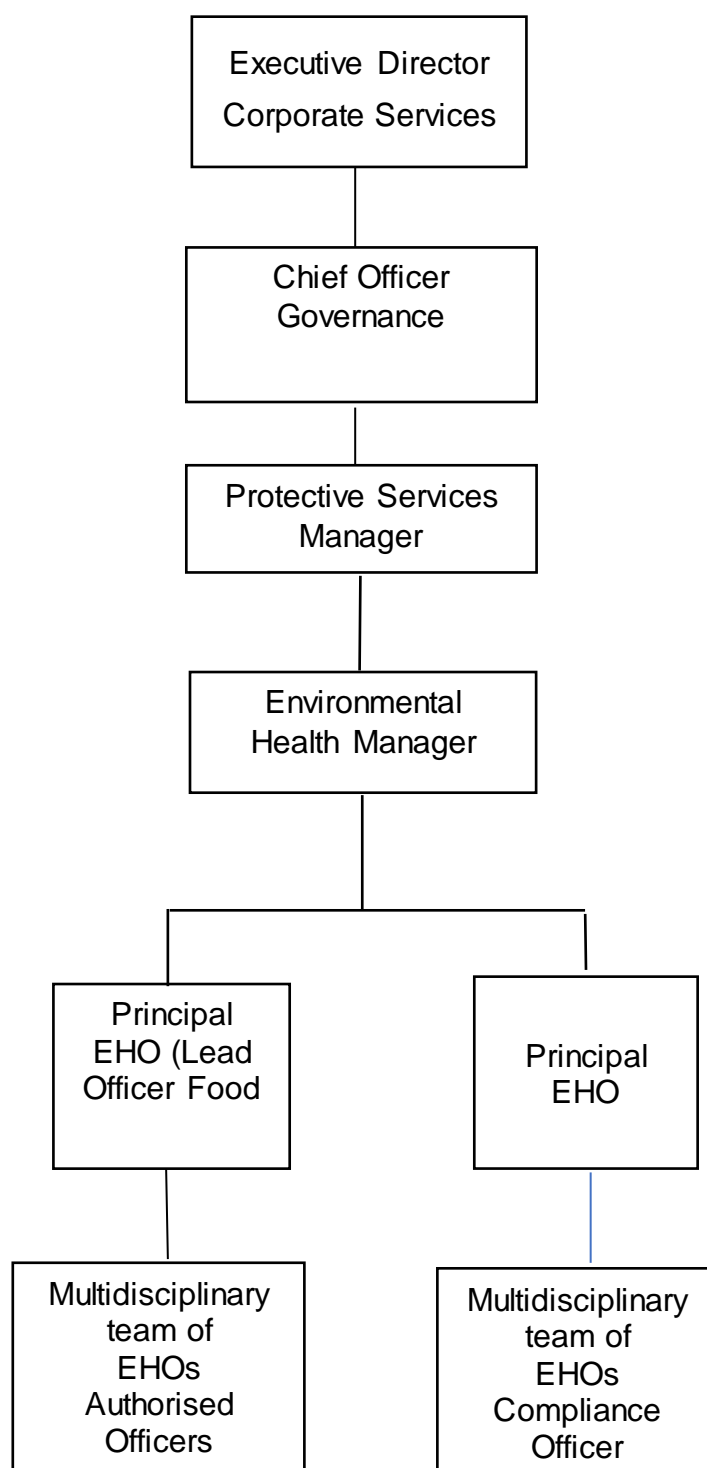 Executive Director
Corporate Services
Chief Officer
Governance
Protective Services
Manager
Environmental
Health Manager
Principal
EHO (Lead
Officer Food
Principal
EHO
Multidisciplinary
team of
EHOs
Authorised
Officers
Multidisciplinary
team of
EHOs
Compliance
Officer